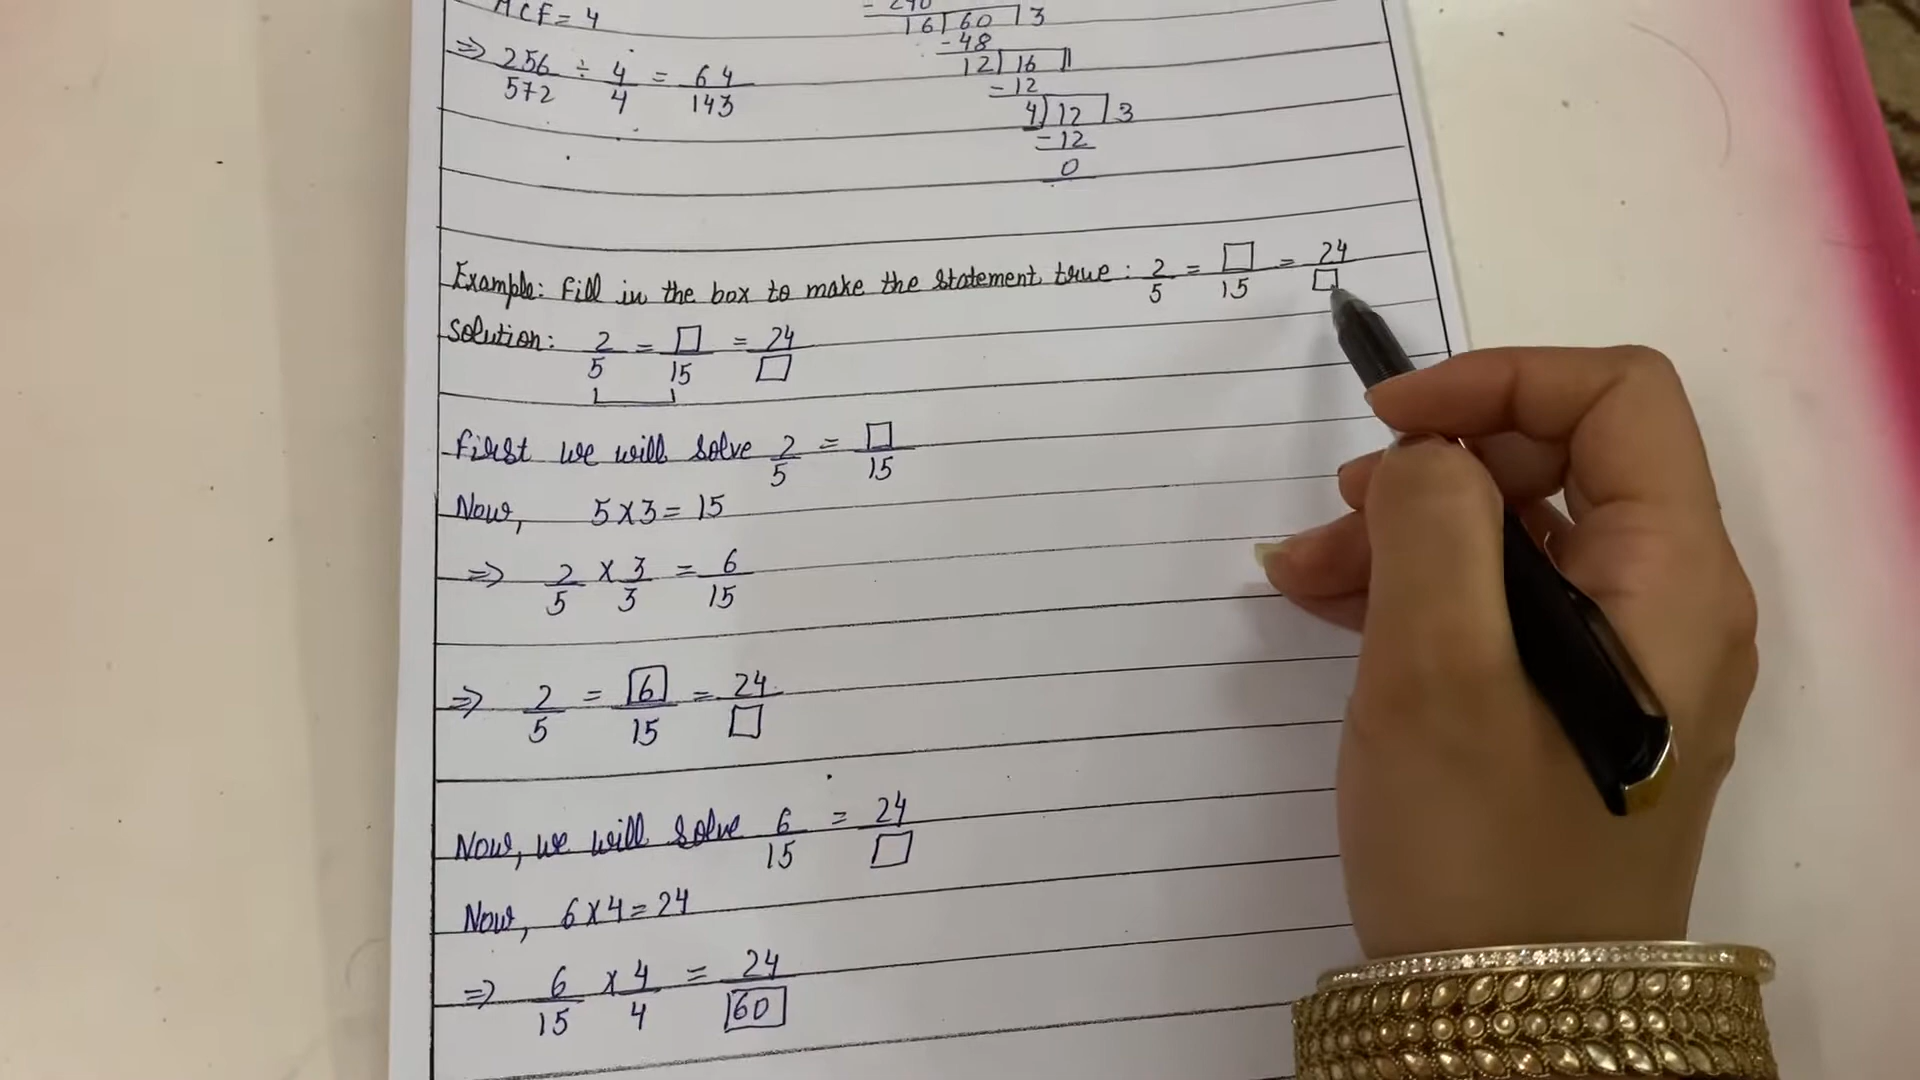 HCF = 4
⇒ 256/572 ÷ 4/4 = 64/143
- 240
16) 60 ) 3
- 48
12) 16 ) 1
- 12
4) 12 ) 3
- 12
0
Example: Fill in the box to make the statement true: 2/5 = □/15 = 24/□
Solution: 2/5 = □/15 = 24/□
First we will solve 2/5 = □/15
Now, 5×3 = 15
⇒ 2/5 × 3/3 = 6/15
⇒ 2/5 = 6/15 = 24/□
Now, we will solve 6/15 = 24/□
Now, 6×4 = 24
⇒ 6/15 × 4/4 = 24/60